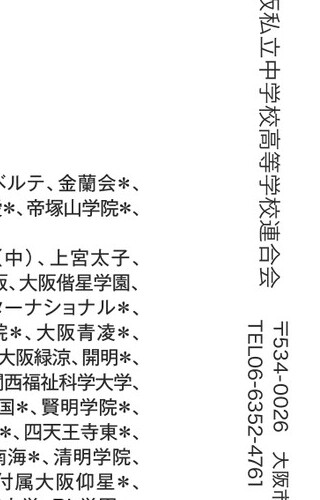 阪私立中学校高等学校連合会
〒534-0026 大阪市
TEL06-6352-4761
ベルテ、金蘭会＊、
＊、帝塚山学院＊、
（中）、上宮太子、
阪、大阪偕星学園、
ターナショナル＊、
院＊、大阪青凌＊、
大阪緑涼、開明＊、
関西福祉科学大学、
国＊、賢明学院＊、
＊、四天王寺東＊、
南海＊、清明学院、
付属大阪仰星＊、